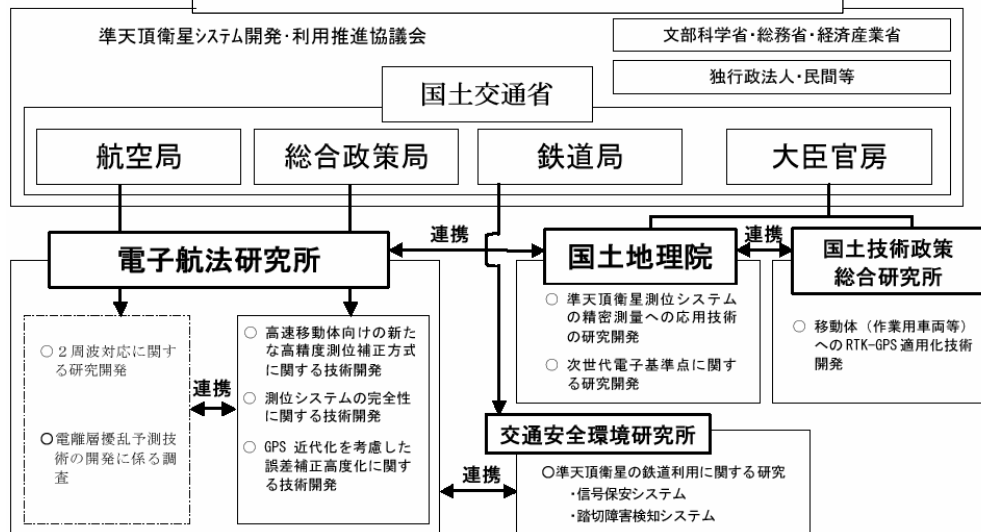 準天頂衛星システム開発・利用推進協議会
文部科学省・総務省・経済産業省
独行政法人・民間等
国土交通省
航空局
総合政策局
鉄道局
大臣官房
連携
連携
電子航法研究所
国土地理院
国土技術政策
総合研究所
○ 準天頂衛星測位システム
の精密測量への応用技術
の研究開発
○ 次世代電子基準点に関す
る研究開発
○ 移動体（作業用車両等）
へのRTK-GPS適用化技術
開発
○２周波対応に関す
る研究開発
○電離層擾乱予測技
術の開発に係る調
査
連携
○ 高速移動体向けの新た
な高精度測位補正方式
に関する技術開発
○ 測位システムの完全性
に関する技術開発
○ GPS 近代化を考慮した
誤差補正高度化に関す
る技術開発
交通安全環境研究所
連携
○準天頂衛星の鉄道利用に関する研究
・信号保安システム
・踏切障害検知システム